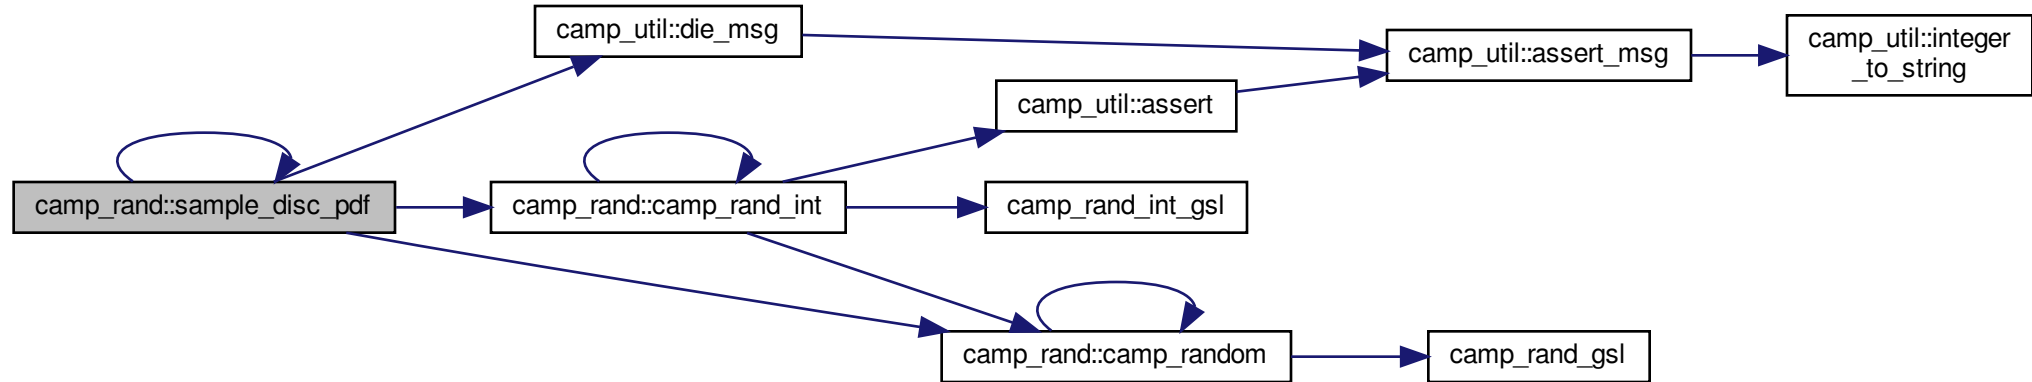 camp_util::die_msg
camp_util::integer
_to_string
camp_util::assert_msg
camp_util::assert
camp_rand::sample_disc_pdf
camp_rand::camp_rand_int
camp_rand_int_gsl
camp_rand::camp_random
camp_rand_gsl